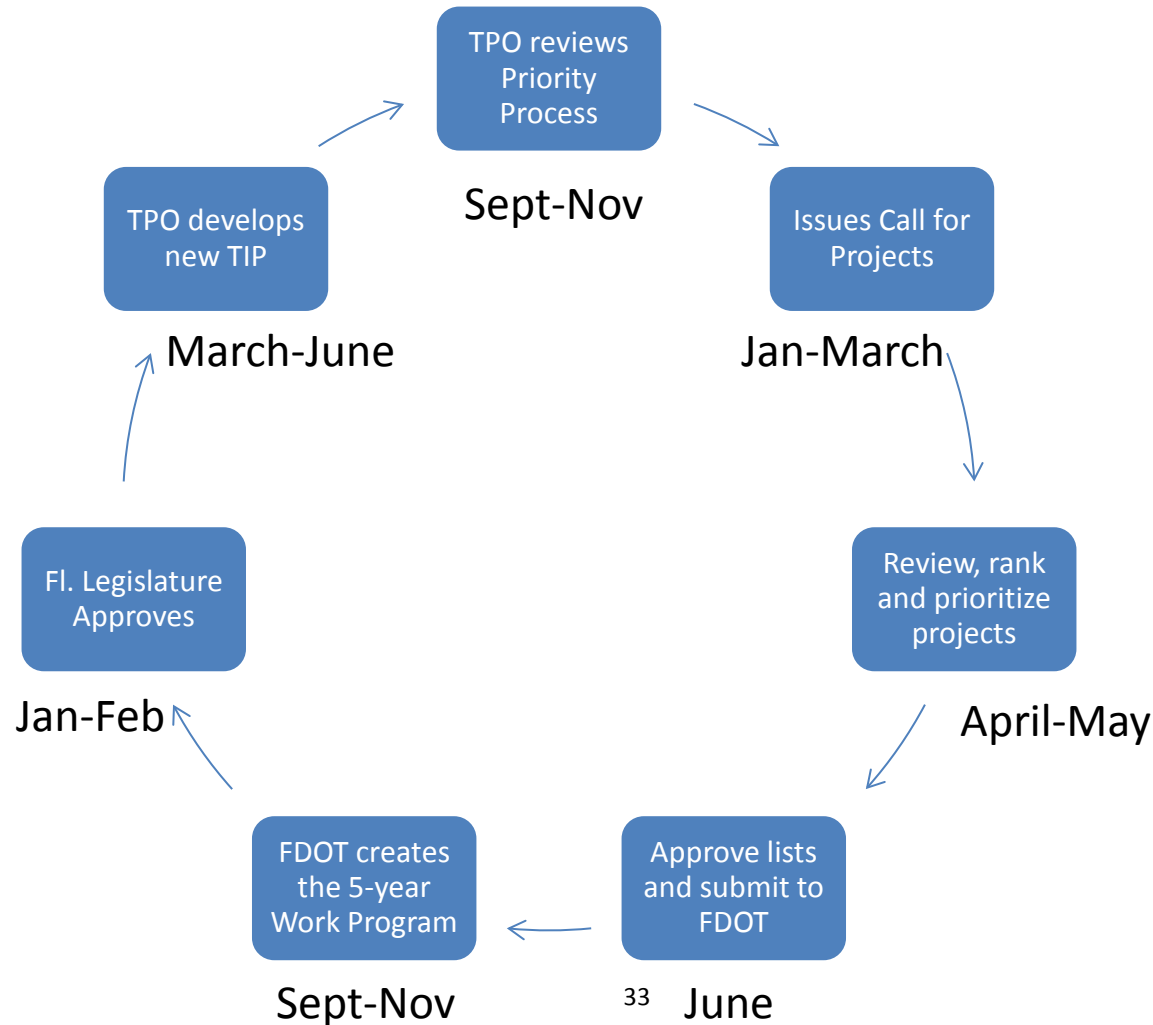 TPO reviews
Priority
Process
Sept-Nov
Issues Call for
Projects
Jan-March
Review, rank
and prioritize
projects
April-May
Approve lists
and submit to
FDOT
June
FDOT creates
the 5-year
Work Program
Sept-Nov
Fl. Legislature
Approves
Jan-Feb
TPO develops
new TIP
March-June
33